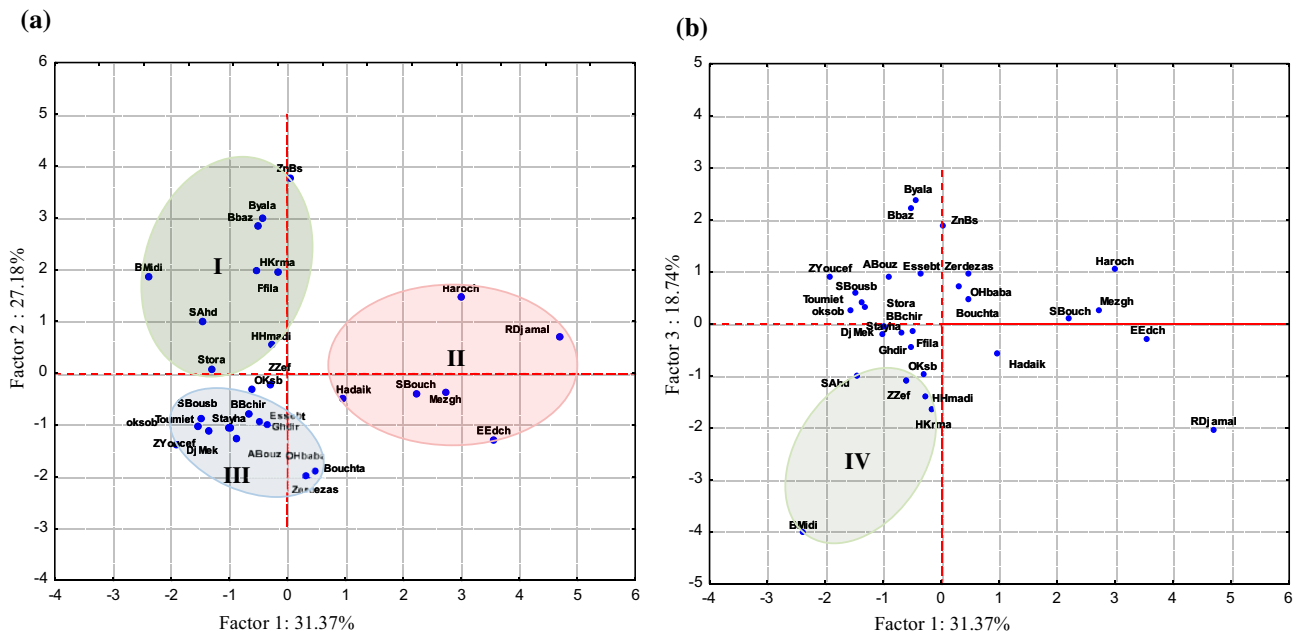 (a)
6
5
4
3
2
1
0
-1
-2
-3
-4
-4
-3
-2
-1
0
1
2
3
4
5
6
Factor 2 : 27.18%
Factor 1: 31.37%
ZnBs
Byala
Bbaz
I
HKrma
BMidi
Ffila
SAhd
HHmadi
Stora
ZZef
OKsb
Haroch
RDjamal
II
Hadaik
SBouch
Mezgh
EEdch
SBousb
BBchir
Toumiet
Stayha
Essebt
oksob
Ghdir
ZYoucef
DjMek
ABouz
OHbaba
III
Bouchta
Zerdezas
(b)
5
4
3
2
1
0
-1
-2
-3
-4
-5
-4
-3
-2
-1
0
1
2
3
4
5
6
Factor 3 : 18.74%
Factor 1: 31.37%
Byala
Bbaz
ZnBs
ZYoucef
ABouz
Essebt
Zerdezas
Haroch
SBousb
OHbaba
Toumiet
Stora
Mezgh
oksob
BBchir
Bouchta
SBouch
DjMek
Stayha
EEdch
Ghdir
Ffila
Hadaik
OKsb
SAhd
ZZef
HHmadi
HKrma
RDjamal
IV
BMidi